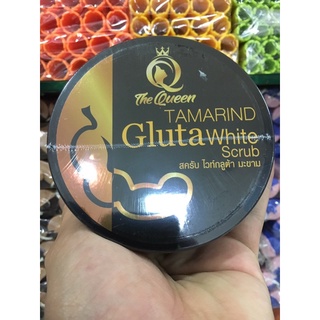 The Queen
TAMARIND
Gluta White
Scrub
สครับ ไวท์กลูต้า มะขาม